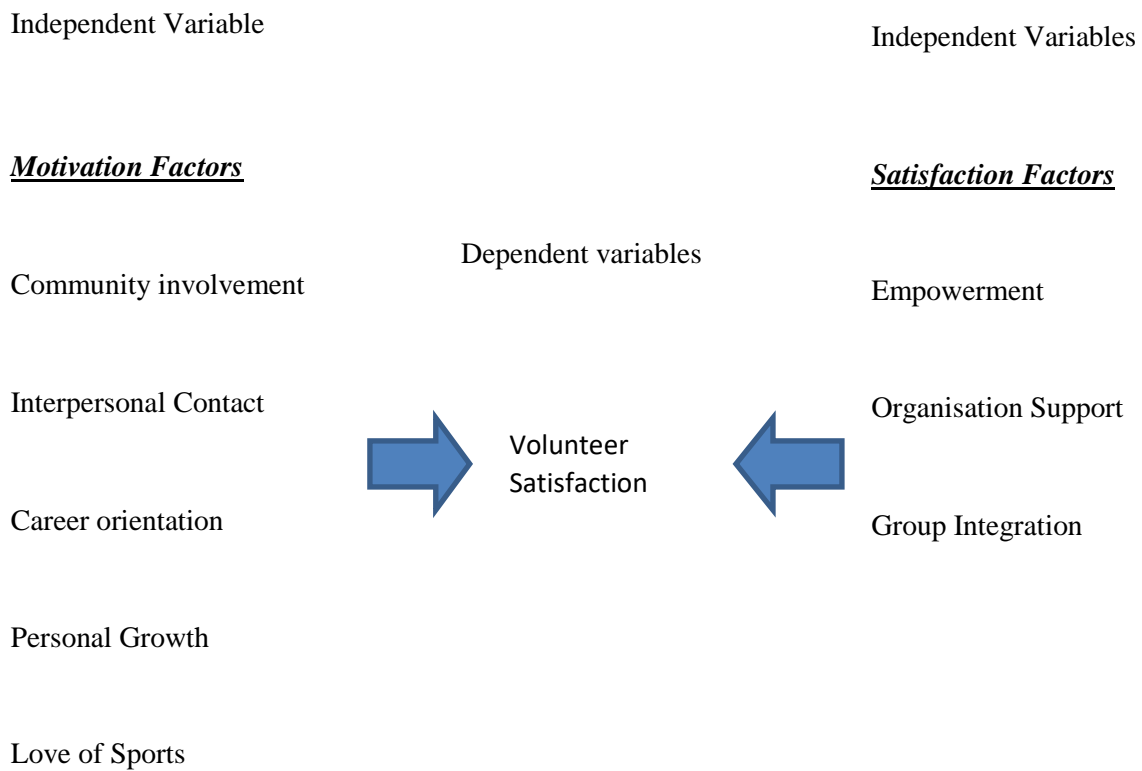 Independent Variable
Motivation Factors
Community involvement
Interpersonal Contact
Career orientation
Personal Growth
Love of Sports
Dependent variables
Volunteer
Satisfaction
Independent Variables
Satisfaction Factors
Empowerment
Organisation Support
Group Integration